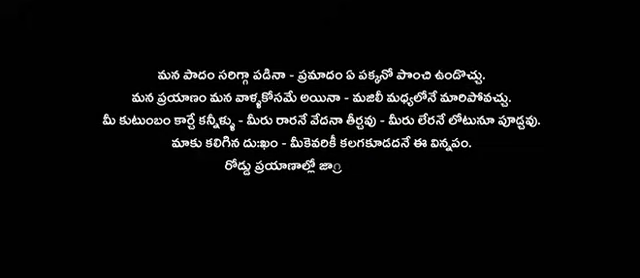 మన పాదం సరిగ్గా పడినా - ప్రమాదం ఏ పక్కనో పొంచి ఉండొచ్చు.
మన ప్రయాణం మన వాళ్ళకోసమే అయినా - మజిలీ మధ్యలోనే మారిపోవచ్చు.
మీ కుటుంబం కార్చే కన్నీళ్ళు - మీరు రారనే వేదనా తీర్చవు - మీరు లేరనే లోటునూ పూడ్చవు.
మాకు కలిగిన దు:ఖం - మీకెవరికీ కలగకూడదనే ఈ విన్నపం.
రోడ్డు ప్రయాణాల్లో